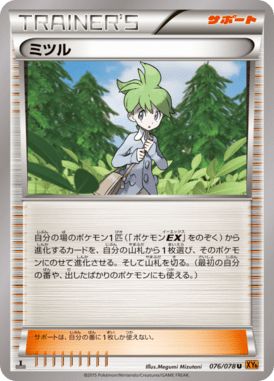 TRAINER'S
サポート
ミツル
自分の場のポケモン1匹(「ポケモンEX」をのぞく)から
進化するカードを、自分の山札から1枚選び、そのポケモ
ンにのせて進化させる。そして山札を切る。(最初の自分
の番や、出したばかりのポケモンにも使える。)
サポートは、自分の番に1枚しか使えない。
Illus.Megumi Mizutani
076/078 U
XY6
©2015 Pokémon/Nintendo/Creatures/GAME FREAK.